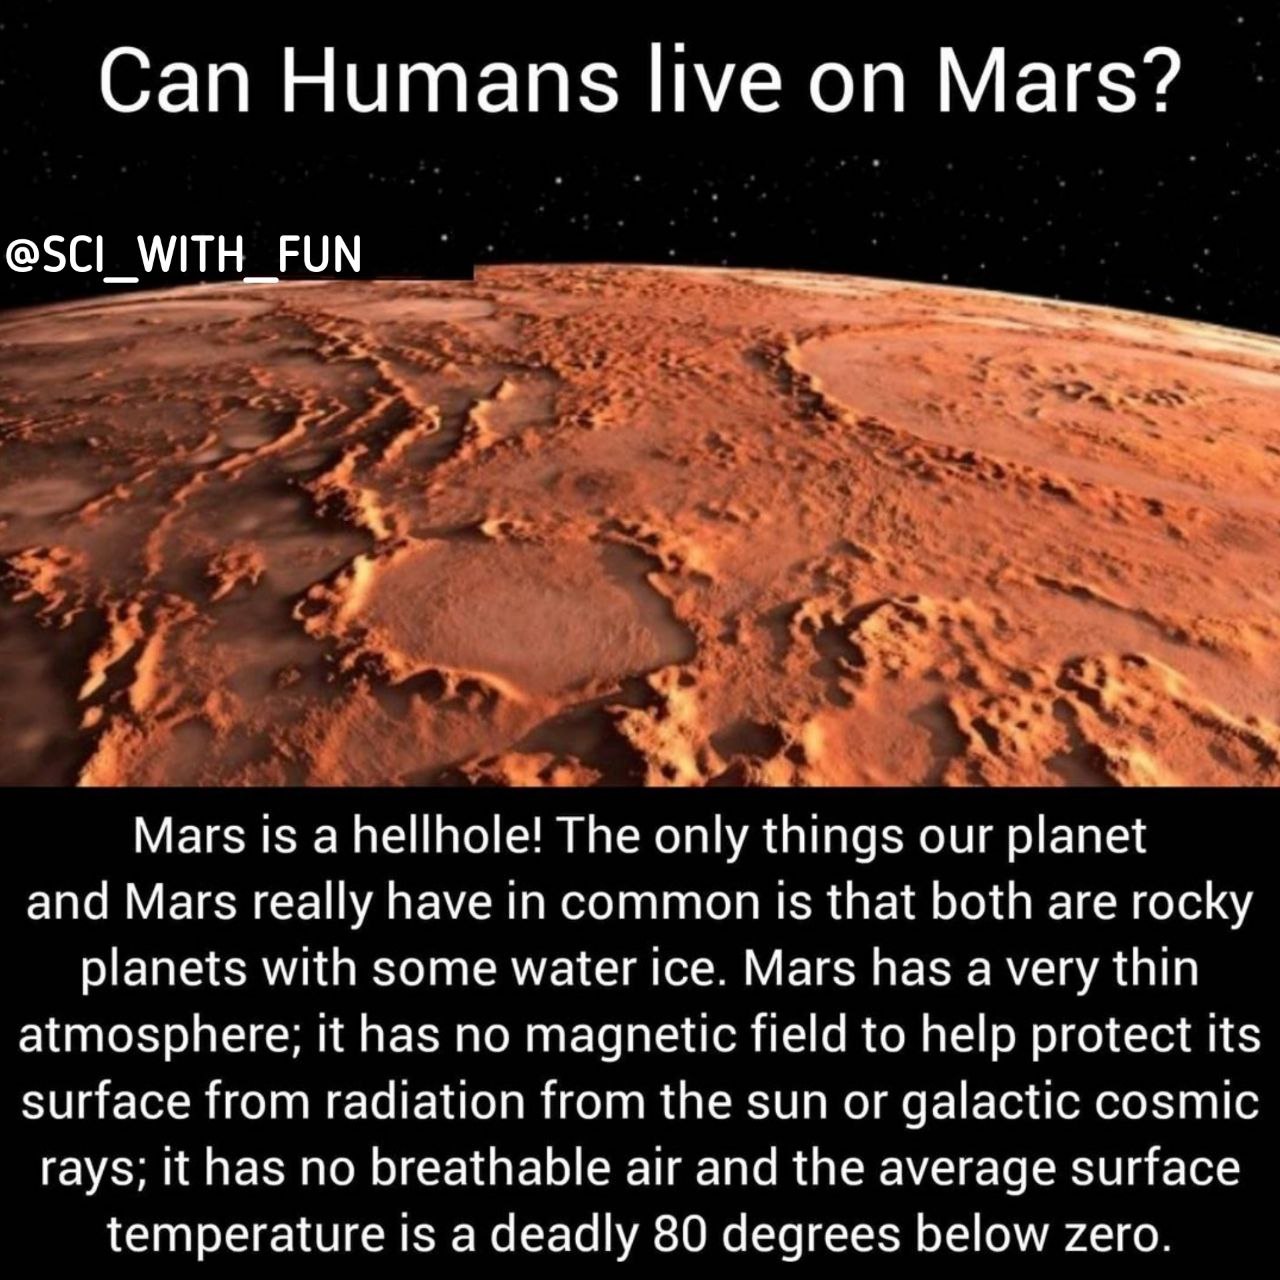 Can Humans live on Mars?
@SCI_WITH_FUN
Mars is a hellhole! The only things our planet
and Mars really have in common is that both are rocky
planets with some water ice. Mars has a very thin
atmosphere; it has no magnetic field to help protect its
surface from radiation from the sun or galactic cosmic
rays; it has no breathable air and the average surface
temperature is a deadly 80 degrees below zero.